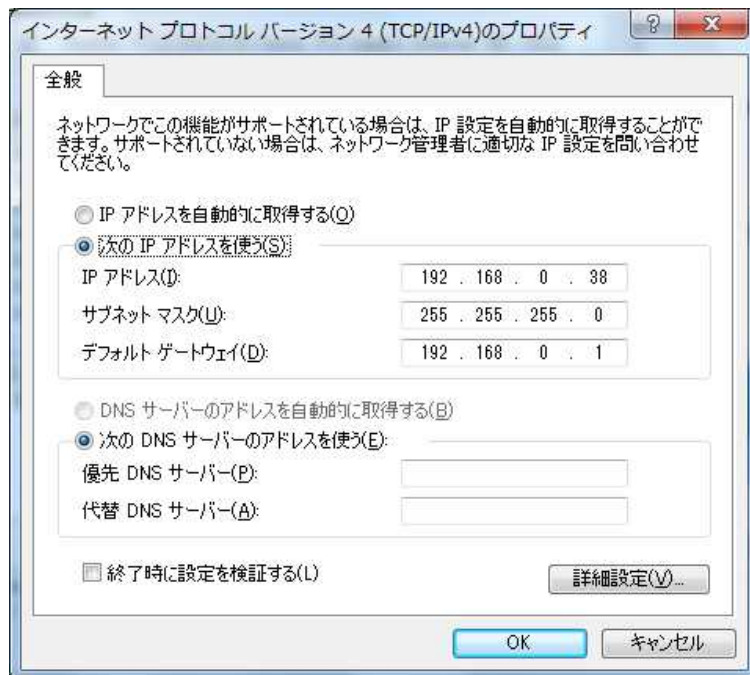 インターネット プロトコル バージョン 4 (TCP/IPv4)のプロパティ
全般
ネットワークでこの機能がサポートされている場合は、IP 設定を自動的に取得することがで
きます。サポートされていない場合は、ネットワーク管理者に適切な IP 設定を問い合わせ
てください。
IP アドレスを自動的に取得する(O)
次の IP アドレスを使う(S):
IP アドレス(I): 192 . 168 . 0 . 38
サブネット マスク(U): 255 . 255 . 255 . 0
デフォルト ゲートウェイ(D): 192 . 168 . 0 . 1
DNS サーバーのアドレスを自動的に取得する(B)
次の DNS サーバーのアドレスを使う(E):
優先 DNS サーバー(P):
代替 DNS サーバー(A):
終了時に設定を検証する(L)
詳細設定(V)...
OK キャンセル